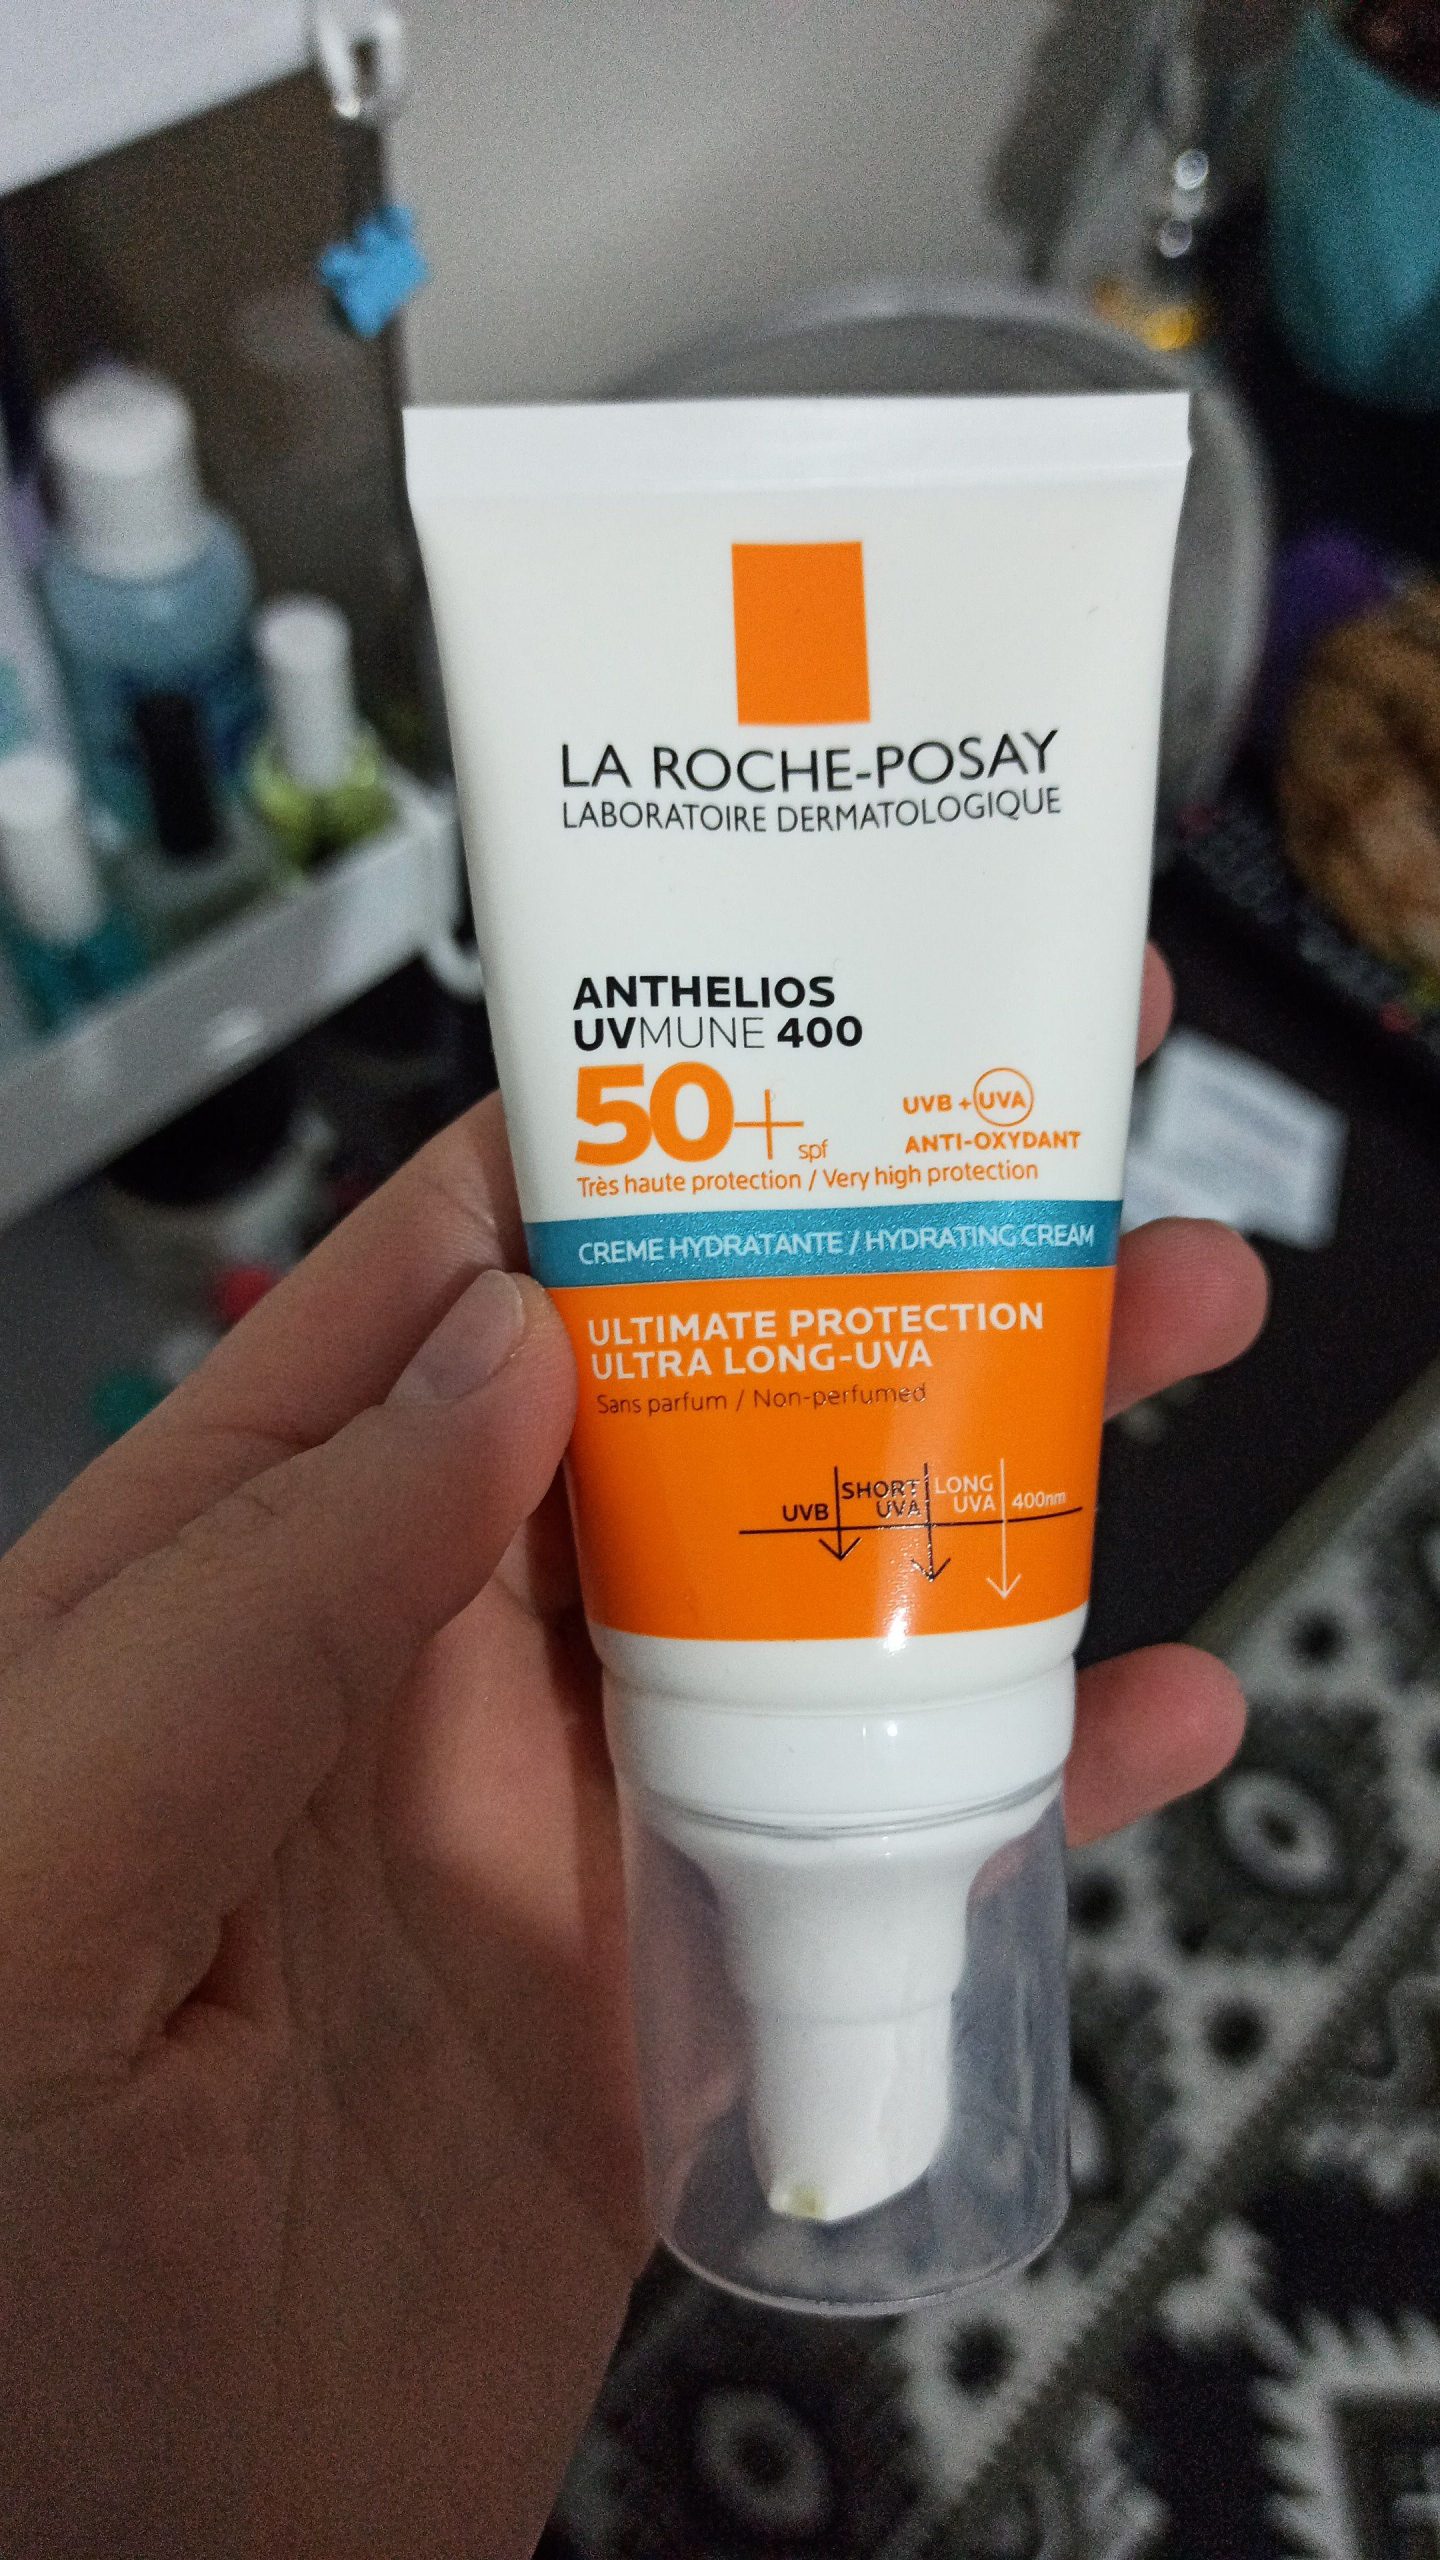 LA ROCHE-POSAY
LABORATOIRE DERMATOLOGIQUE
ANTHELIOS
UVMUNE 400
50+ spf
UVB + UVA
ANTI-OXYDANT
Très haute protection / Very high protection
CREME HYDRATANTE / HYDRATING CREAM
ULTIMATE PROTECTION
ULTRA LONG-UVA
Sans parfum / Non-perfumed
UVB
SHORT
UVA
LONG
UVA
400nm